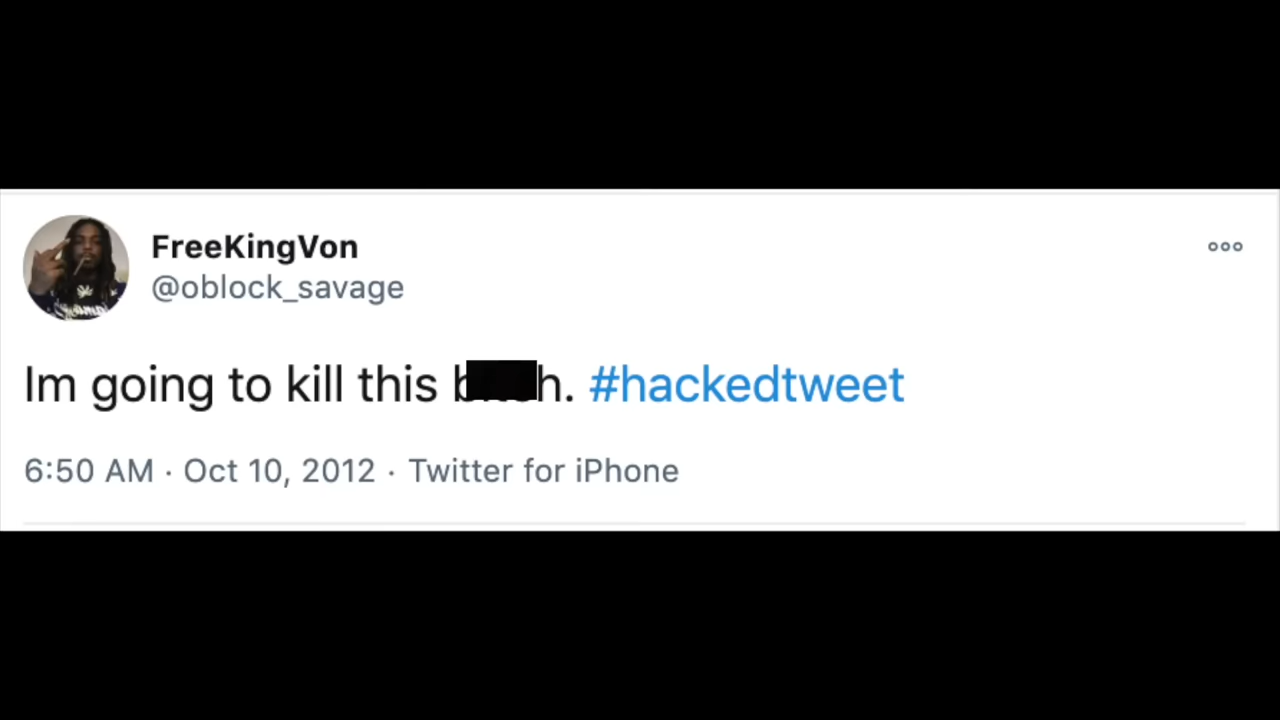 FreeKingVon
@oblock_savage
Im going to kill this b h. #hackedtweet
6:50 AM · Oct 10, 2012 · Twitter for iPhone